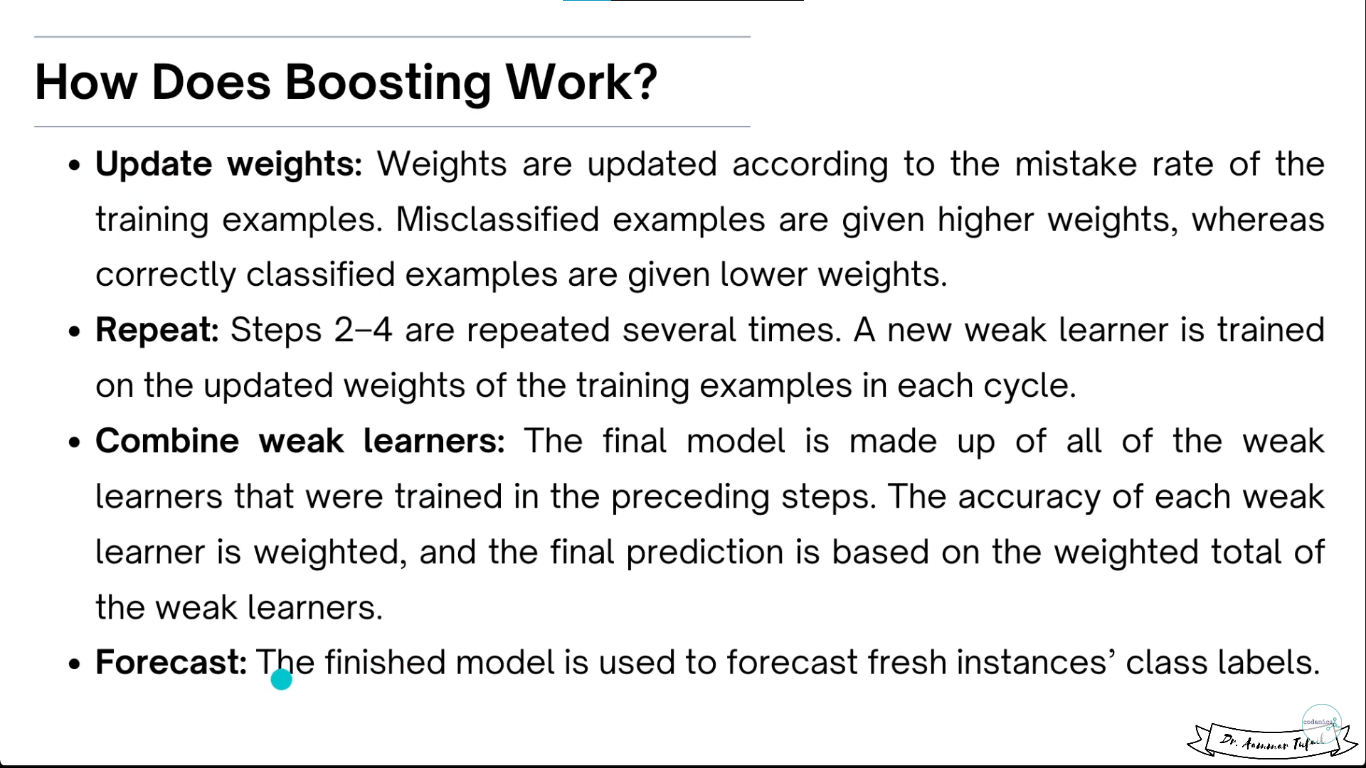 How Does Boosting Work?
• Update weights: Weights are updated according to the mistake rate of the
training examples. Misclassified examples are given higher weights, whereas
correctly classified examples are given lower weights.
• Repeat: Steps 2–4 are repeated several times. A new weak learner is trained
on the updated weights of the training examples in each cycle.
• Combine weak learners: The final model is made up of all of the weak
learners that were trained in the preceding steps. The accuracy of each weak
learner is weighted, and the final prediction is based on the weighted total of
the weak learners.
• Forecast: The finished model is used to forecast fresh instances’ class labels.
codanics
Dr. Aammar Tufail